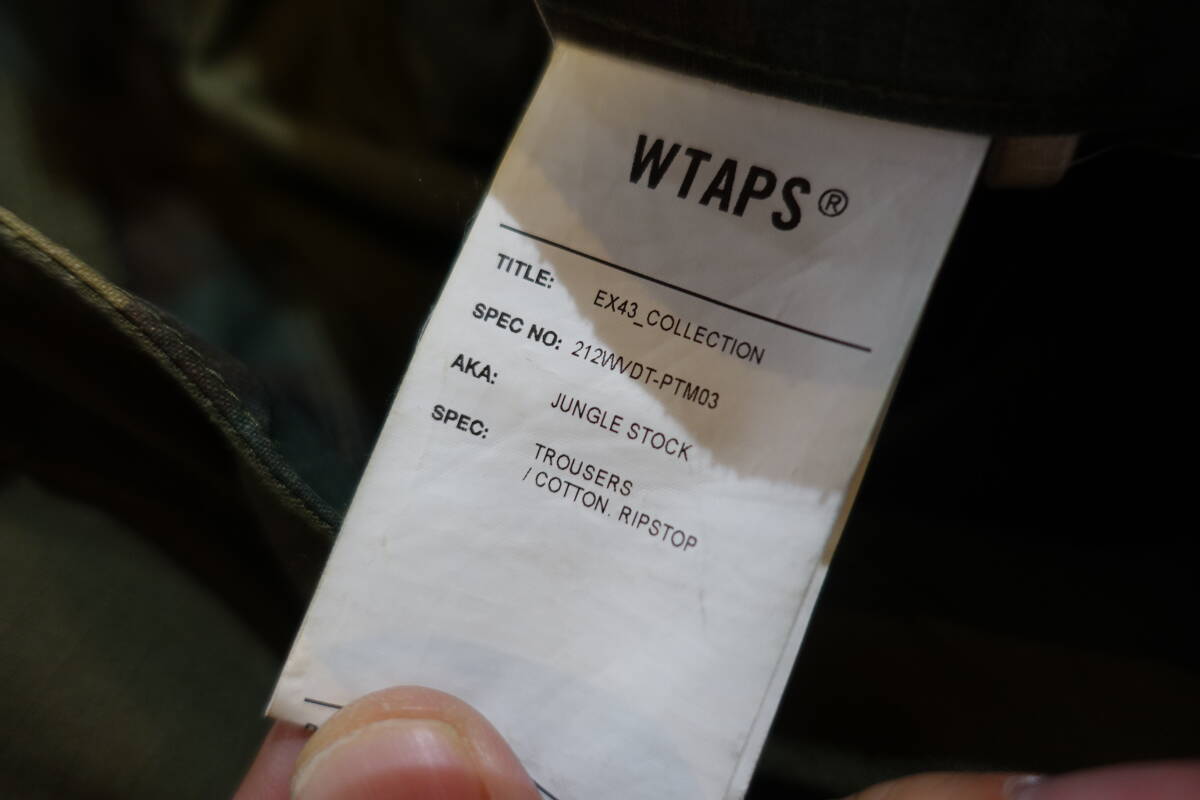 WTAPS®
TITLE: EX43_COLLECTION
SPEC NO: 212WVDT-PTM03
AKA: JUNGLE STOCK
SPEC: TROUSERS
/ COTTON. RIPSTOP